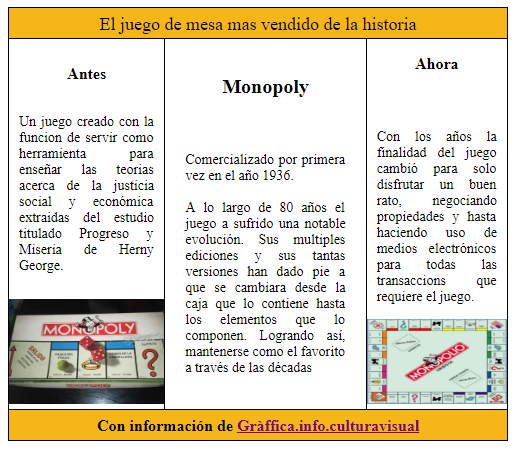 El juego de mesa mas vendido de la historia
Antes
Un juego creado con la
funcion de servir como
herramienta para
enseñar las teorías
acerca de la justicia
social y económica
extraidas del estudio
titulado Progreso y
Miseria de Herny
George.
MONOPOLY
SALIDA
Monopoly
Comercializado por primera
vez en el año 1936.
A lo largo de 80 años el
juego a sufrido una notable
evolución. Sus multiples
ediciones y sus tantas
versiones han dado pie a
que se cambiara desde la
caja que lo contiene hasta
los elementos que lo
componen. Logrando así,
mantenerse como el favorito
a través de las décadas
Ahora
Con los años la
finalidad del juego
cambió para solo
disfrutar un buen
rato, negociando
propiedades y hasta
haciendo uso de
medios electrónicos
para todas las
transaccions que
requiere el juego.
MONOPOLIO
Con información de Gràffica.info.culturavisual